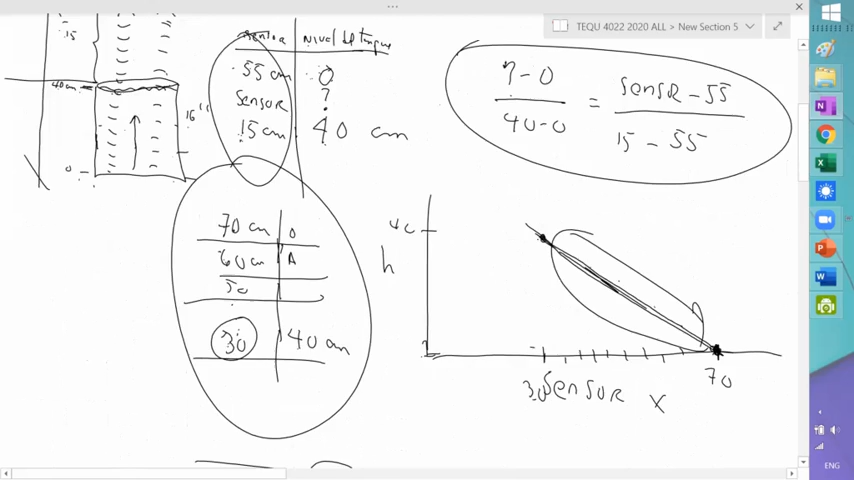 TEQU 4022 2020 ALL > New Section 5
15
sensor nivel del tanque
55 cm 0
sensor ?
15 cm 40 cm
40cm
16"
0
? - 0 / 40 - 0 = sensor - 55 / 15 - 55
70 cm 0
60 cm A
50
30 40 cm
40
h
30 sensor x 70
ENG